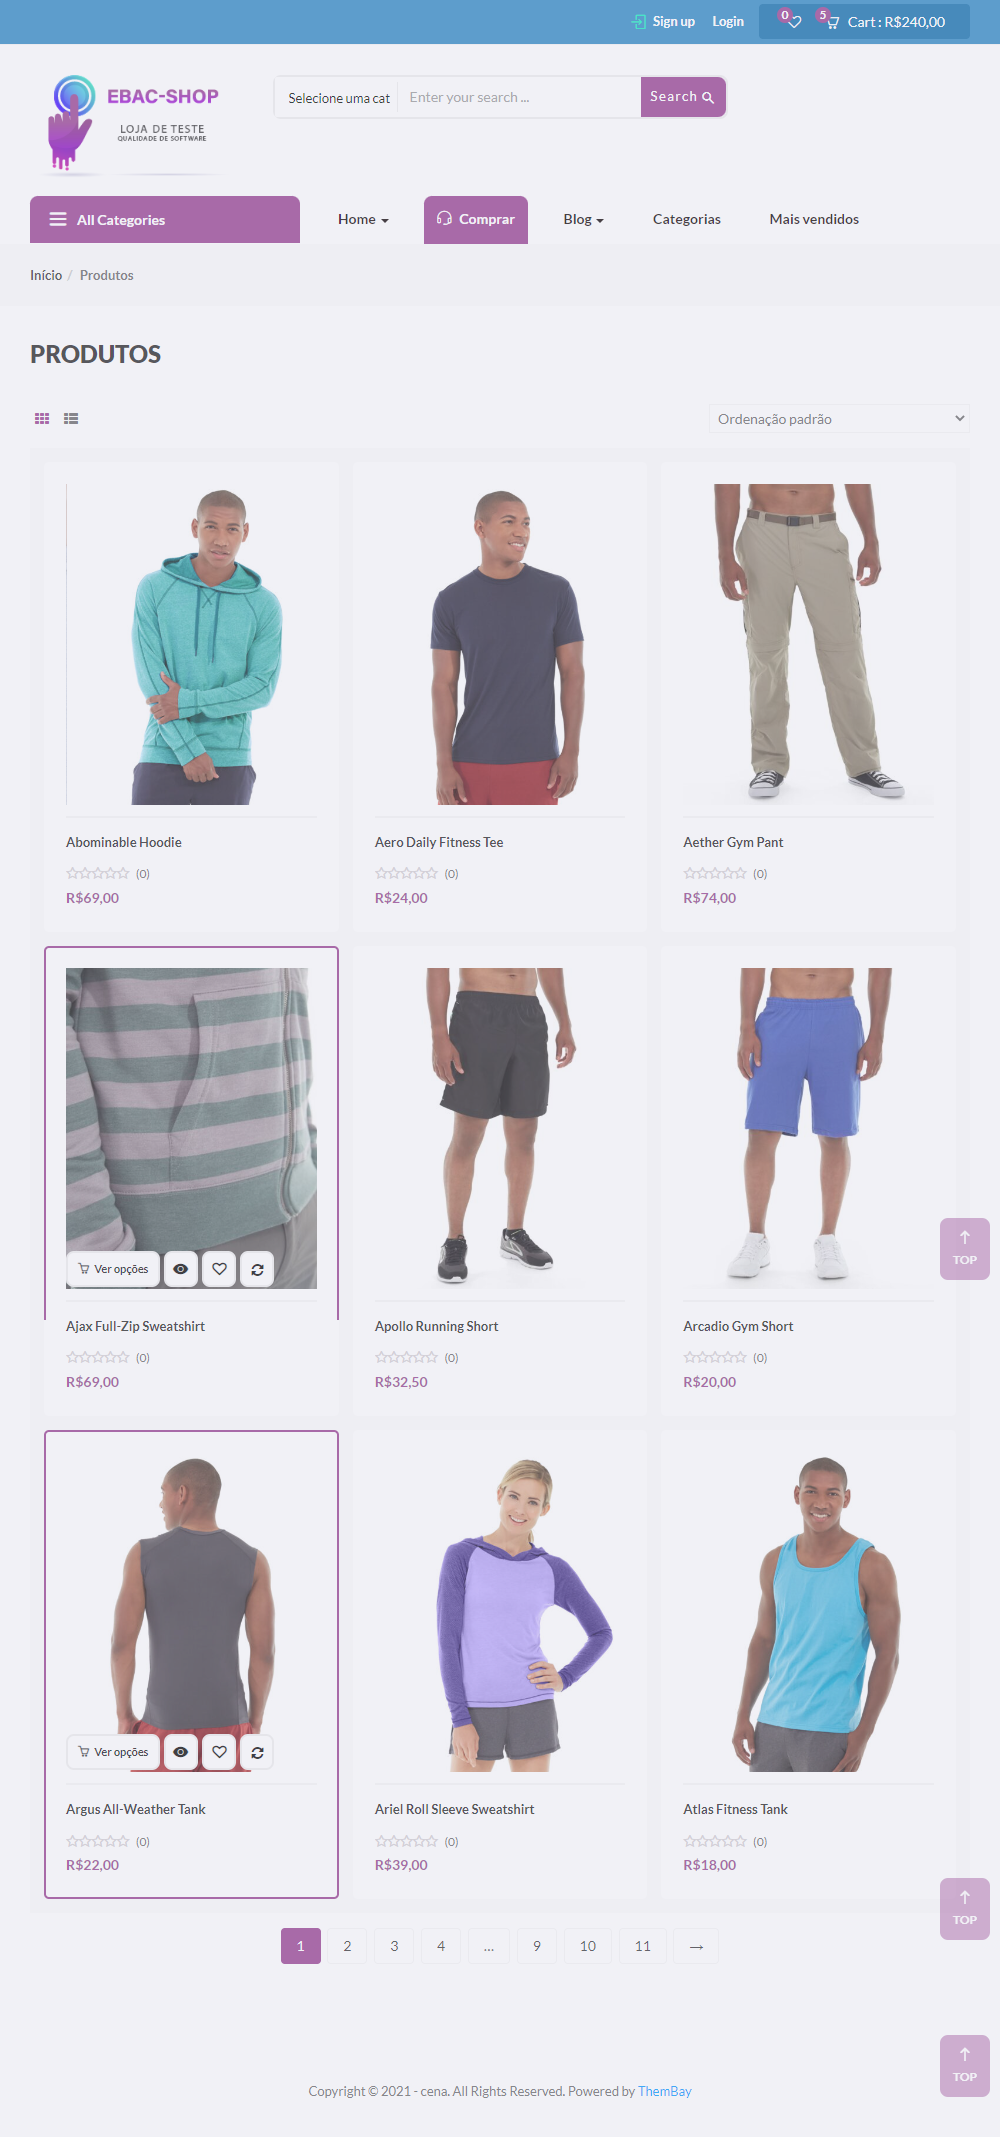 Sign up Login 0 5 Cart : R$240,00
EBAC-SHOP
LOJA DE TESTE
QUALIDADE DE SOFTWARE
Selecione uma cat Enter your search ... Search
All Categories Home Comprar Blog Categorias Mais vendidos
Início / Produtos
PRODUTOS
Ordenação padrão
Abominable Hoodie Aero Daily Fitness Tee Aether Gym Pant
(0) (0) (0)
R$69,00 R$24,00 R$74,00
TOP
Ver opções
Ajax Full-Zip Sweatshirt Apollo Running Short Arcadio Gym Short
(0) (0) (0)
R$69,00 R$32,50 R$20,00
Ver opções
Argus All-Weather Tank Ariel Roll Sleeve Sweatshirt Atlas Fitness Tank
(0) (0) (0)
R$22,00 R$39,00 R$18,00
TOP
1 2 3 4 ... 9 10 11 →
TOP
Copyright © 2021 - cena. All Rights Reserved. Powered by ThemBay